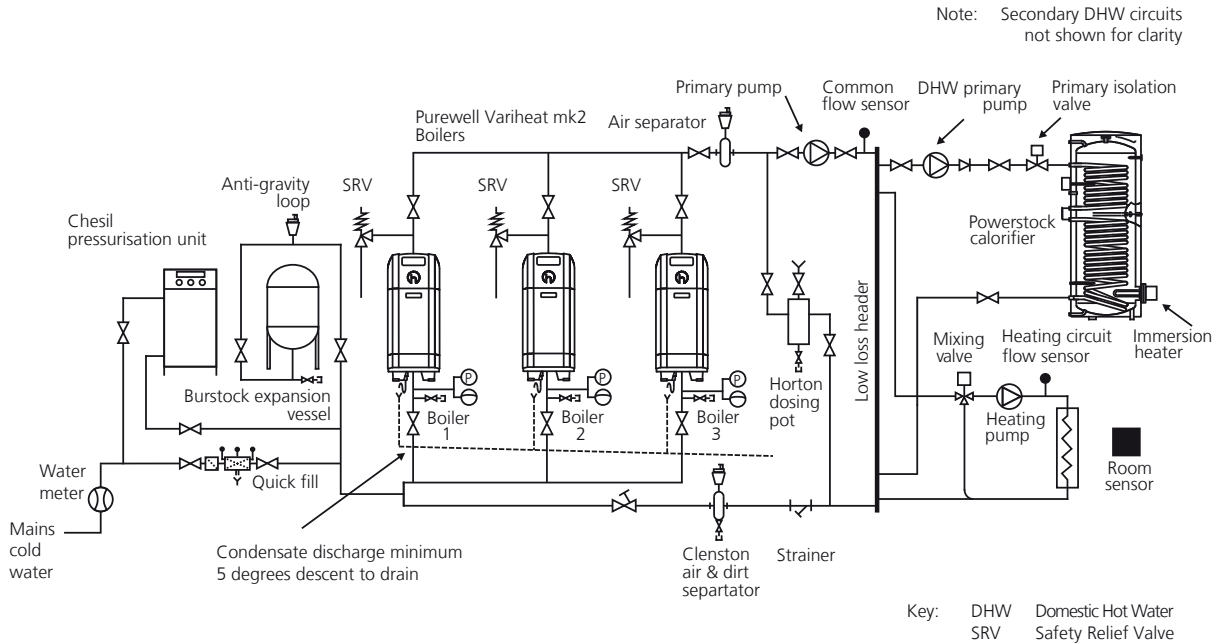 Note: Secondary DHW circuits
not shown for clarity
Primary pump
Common
flow sensor
DHW primary
pump
Primary isolation
valve
Purewell Variheat mk2
Boilers
Air separator
Anti-gravity
loop
SRV
SRV
SRV
Chesil
pressurisation unit
Powerstock
calorifier
Low loss header
Mixing
valve
Heating circuit
flow sensor
Immersion
heater
Burstock expansion
vessel
P
P
P
Boiler
1
Boiler
2
Boiler
3
Horton
dosing
pot
Heating
pump
Room
sensor
Water
meter
Quick fill
Mains
cold
water
Condensate discharge minimum
5 degrees descent to drain
Clenston
air & dirt
separtator
Strainer
Key: DHW Domestic Hot Water
SRV Safety Relief Valve